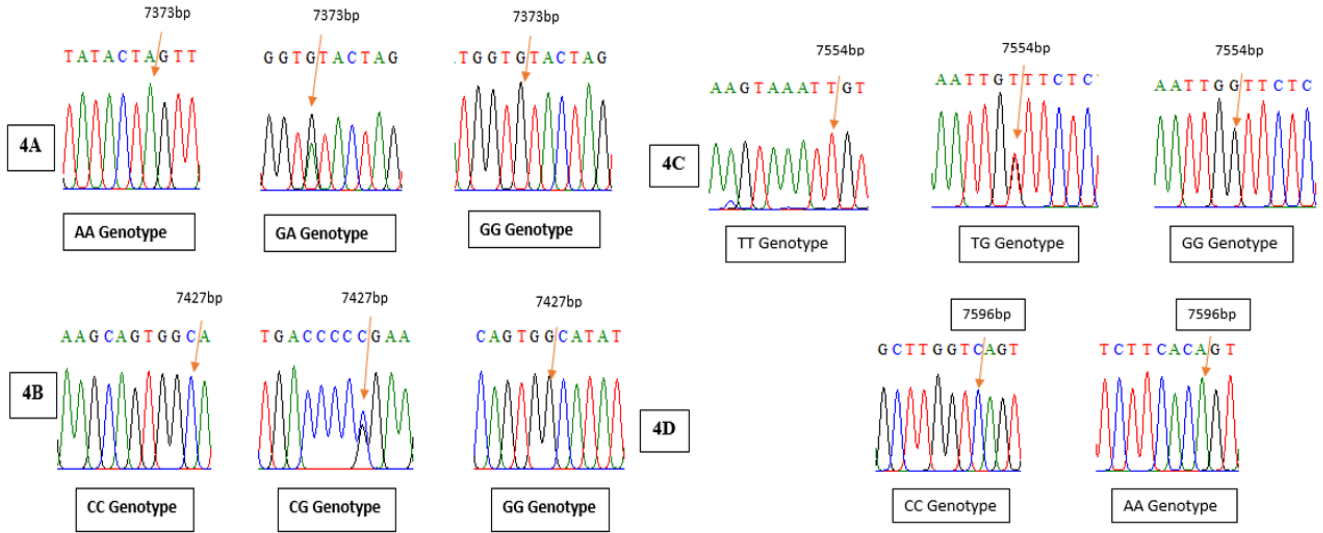 7373bp
7373bp
7373bp
TATACTAGTT
GGTGTACTAG
.TGGTGTACTAG
4A
AA Genotype
GA Genotype
GG Genotype
7554bp
7554bp
7554bp
AAGTAAATTGT
AATTGTTTCTC
AATTGGTTCTC
4C
TT Genotype
TG Genotype
GG Genotype
7427bp
7427bp
7427bp
AAGCAGTGGCA
TGACCCCCGAA
CAGTGGCATAT
4B
CC Genotype
CG Genotype
GG Genotype
7596bp
7596bp
GCTTGGTCAGT
TCTTCACAGT
4D
CC Genotype
AA Genotype